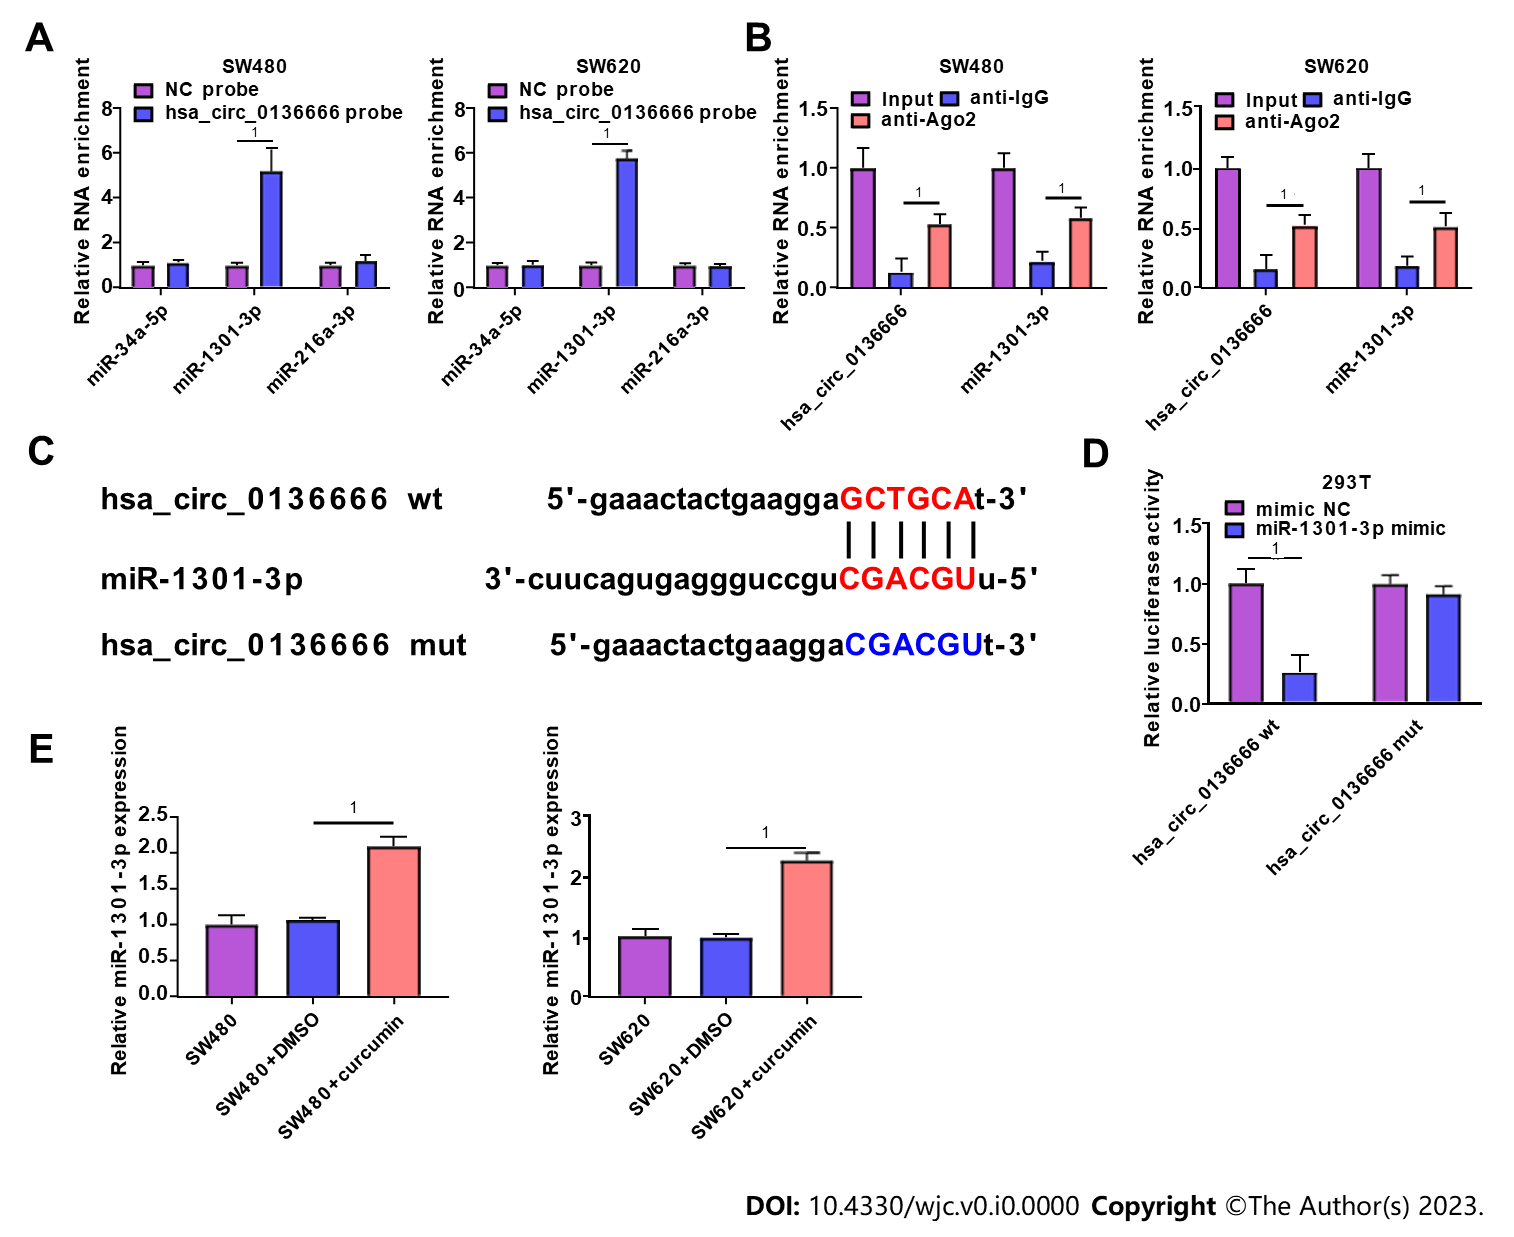 A
SW480
NC probe
hsa_circ_0136666 probe
Relative RNA enrichment
8
6
4
2
0
1
miR-34a-5p
miR-1301-3p
miR-216a-3p
SW620
NC probe
hsa_circ_0136666 probe
Relative RNA enrichment
8
6
4
2
0
1
miR-34a-5p
miR-1301-3p
miR-216a-3p
B
SW480
Input anti-IgG
anti-Ago2
Relative RNA enrichment
1.5
1.0
0.5
0.0
1
1
hsa_circ_0136666
miR-1301-3p
SW620
Input anti-IgG
anti-Ago2
Relative RNA enrichment
1.5
1.0
0.5
0.0
1
1
hsa_circ_0136666
miR-1301-3p
C
hsa_circ_0136666 wt 5'-gaaactactgaaggaGCTGCAt-3'
miR-1301-3p 3'-cuucagugaggguccguCGACGUu-5'
hsa_circ_0136666 mut 5'-gaaactactgaaggaCGACGUt-3'
D
293T
mimic NC
miR-1301-3p mimic
Relative luciferase activity
1.5
1.0
0.5
0.0
1
hsa_circ_0136666 wt
hsa_circ_0136666 mut
E
Relative miR-1301-3p expression
2.5
2.0
1.5
1.0
0.5
0.0
1
SW480
SW480+DMSO
SW480+curcumin
Relative miR-1301-3p expression
3
2
1
0
1
SW620
SW620+DMSO
SW620+curcumin
DOI: 10.4330/wjc.v0.i0.0000 Copyright ©The Author(s) 2023.